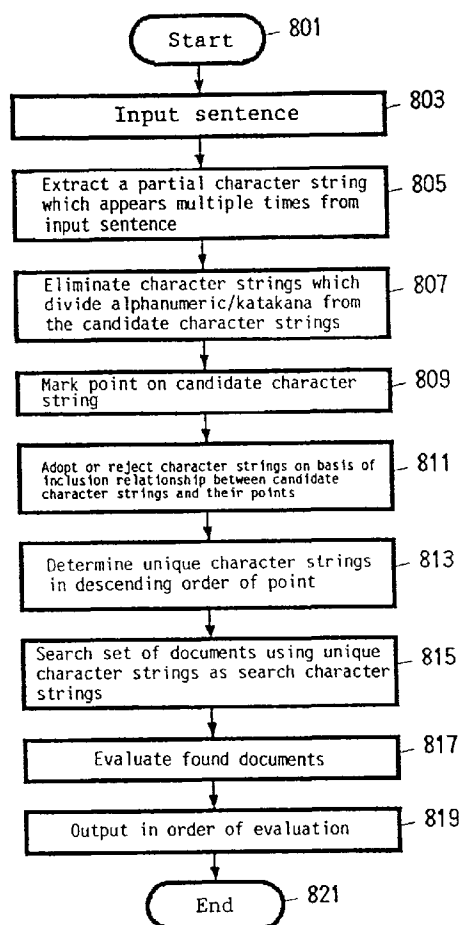 Start
801
Input sentence
803
Extract a partial character string
which appears multiple times from
input sentence
805
Eliminate character strings which
divide alphanumeric/katakana from
the candidate character strings
807
Mark point on candidate character
string
809
Adopt or reject character strings on basis of
inclusion relationship between candidate
character strings and their points
811
Determine unique character strings
in descending order of point
813
Search set of documents using unique
character strings as search character
strings
815
Evaluate found documents
817
Output in order of evaluation
819
End
821